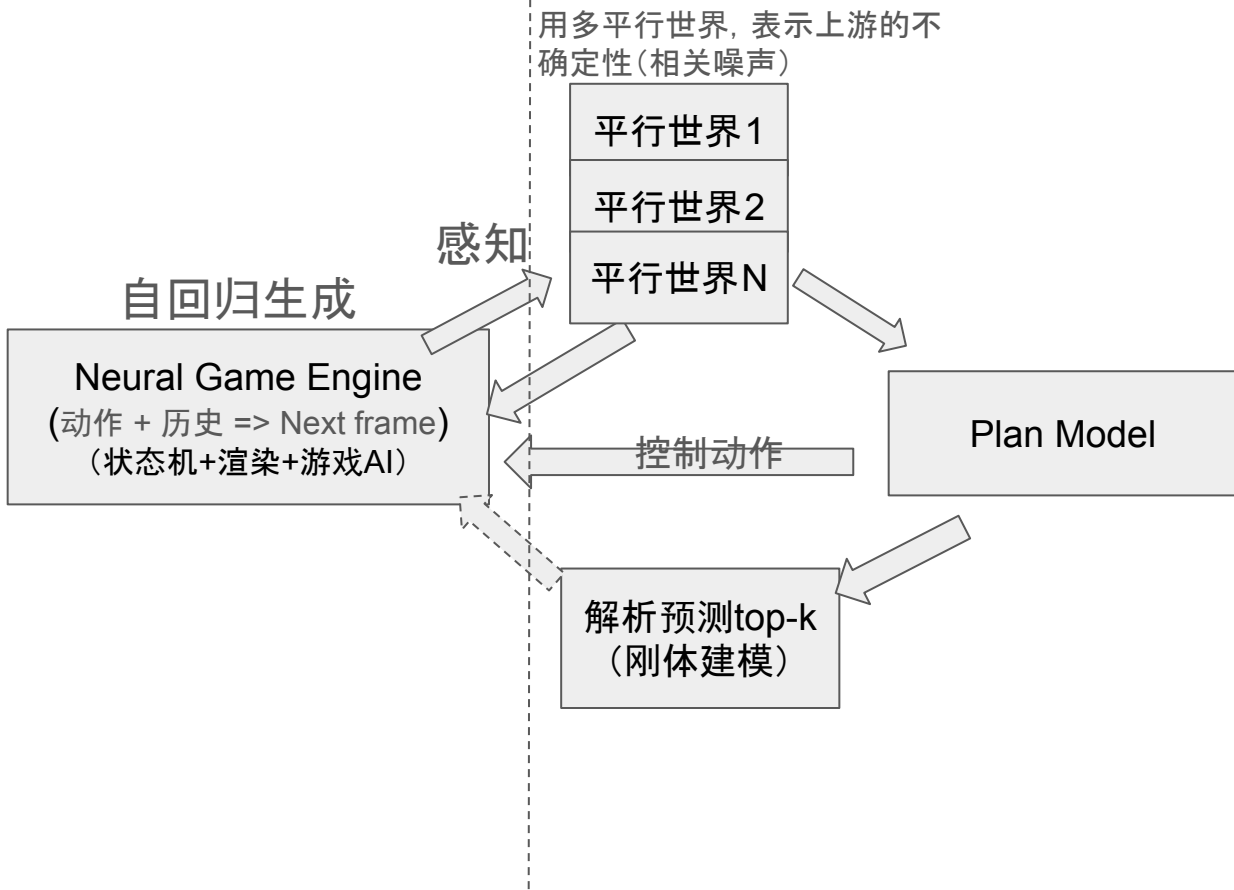 用多平行世界，表示上游的不
确定性（相关噪声）
平行世界1
平行世界2
平行世界N
感知
自回归生成
Neural Game Engine
(动作 + 历史 => Next frame)
（状态机+渲染+游戏AI）
Plan Model
控制动作
解析预测top-k
（刚体建模）